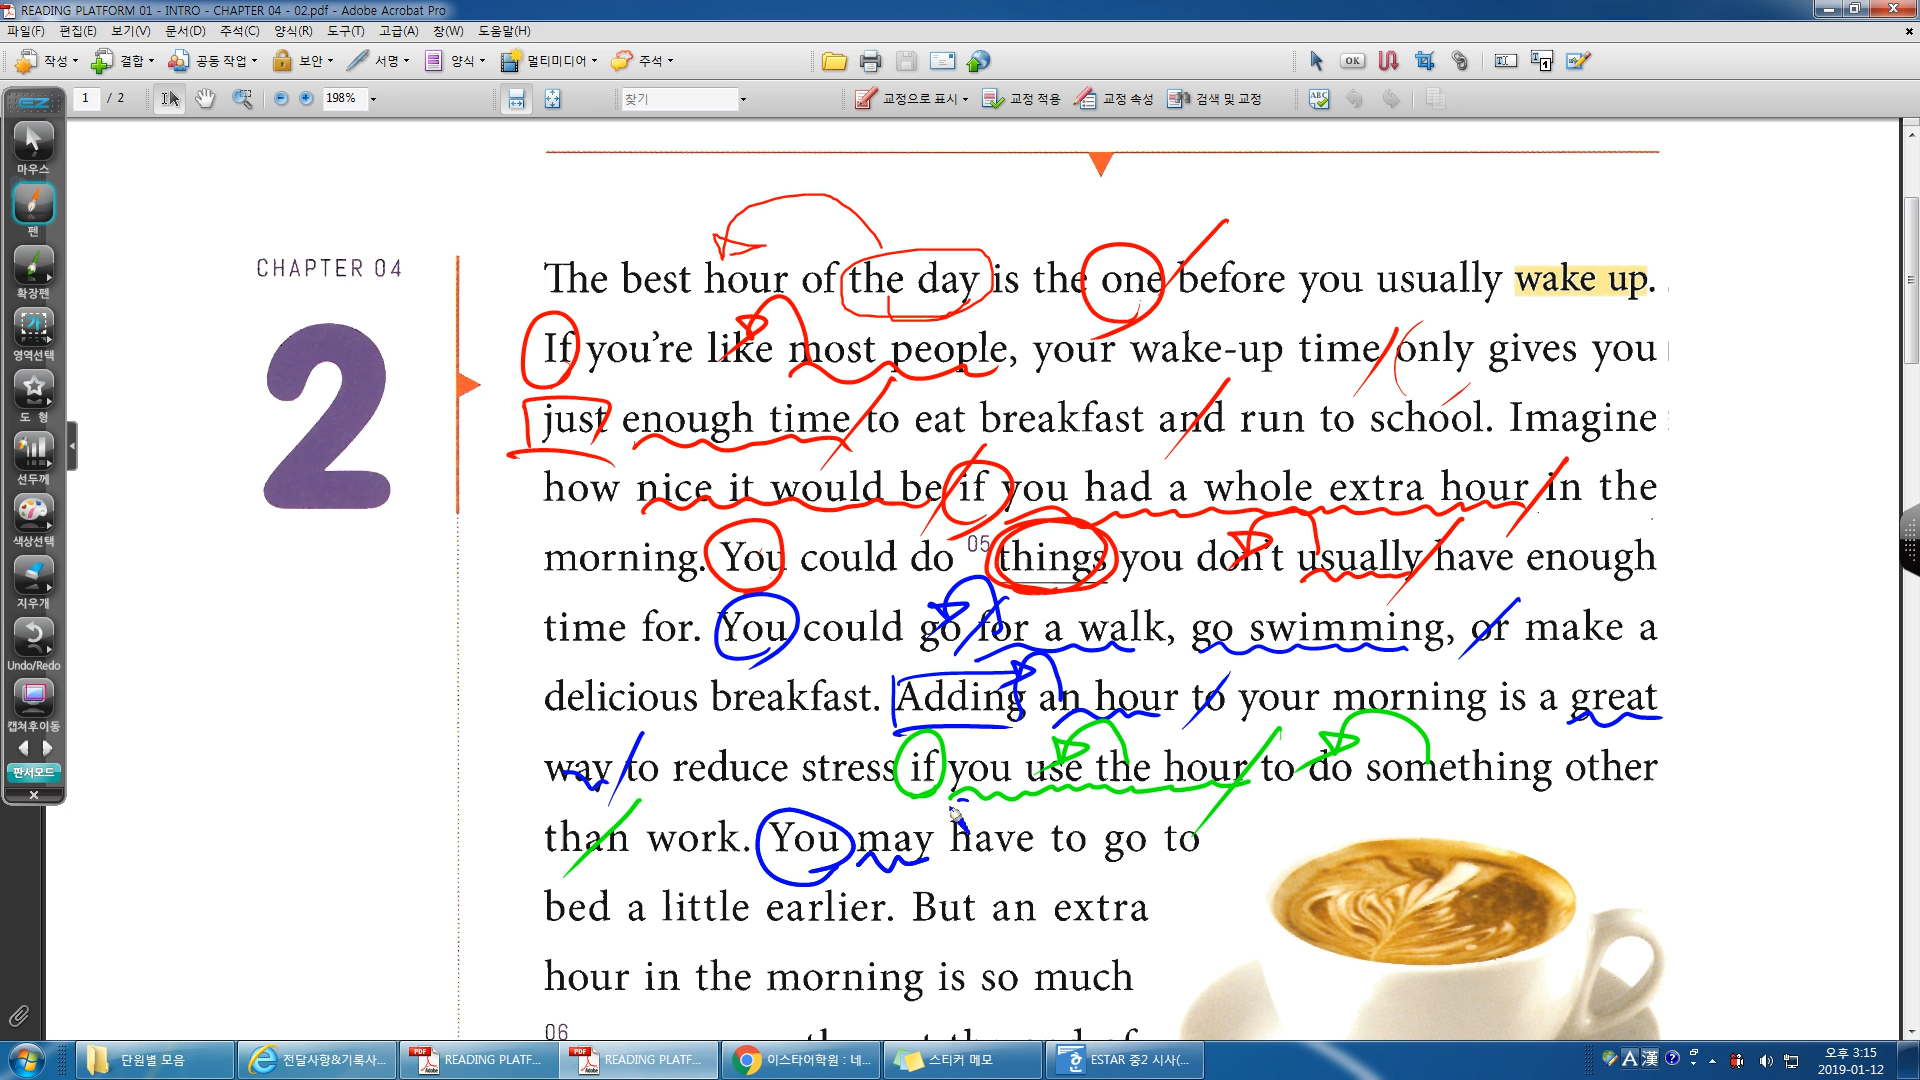 READING PLATFORM 01 - INTRO - CHAPTER 04 - 02.pdf - Adobe Acrobat Pro
파일(F) 편집(E) 보기(V) 문서(D) 주석(C) 양식(R) 도구(T) 고급(A) 창(W) 도움말(H)
작성 결합 공동 작업 보안 서명 양식 멀티미디어 주석 OK
1 / 2 198% 찾기 교정으로 표시 교정 적용 교정 속성 검색 및 교정 ABC
EZ
마우스
펜
확장펜
가
영역선택
도 형
선두께
색상선택
지우개
Undo/Redo
캡쳐후이동
판서모드
CHAPTER 04
2
The best hour of the day is the one before you usually wake up.
If you're like most people, your wake-up time only gives you
just enough time to eat breakfast and run to school. Imagine
how nice it would be if you had a whole extra hour in the
morning. You could do 05 things you don't usually have enough
time for. You could go for a walk, go swimming, or make a
delicious breakfast. Adding an hour to your morning is a great
way to reduce stress if you use the hour to do something other
than work. You may have to go to
bed a little earlier. But an extra
hour in the morning is so much
06
단원별 모음 전달사항&기록사... READING PLATF... READING PLATF... 이스타어학원 : 네... 스티커 메모 ESTAR 중2 시사(...
A 漢 오후 3:15
2019-01-12